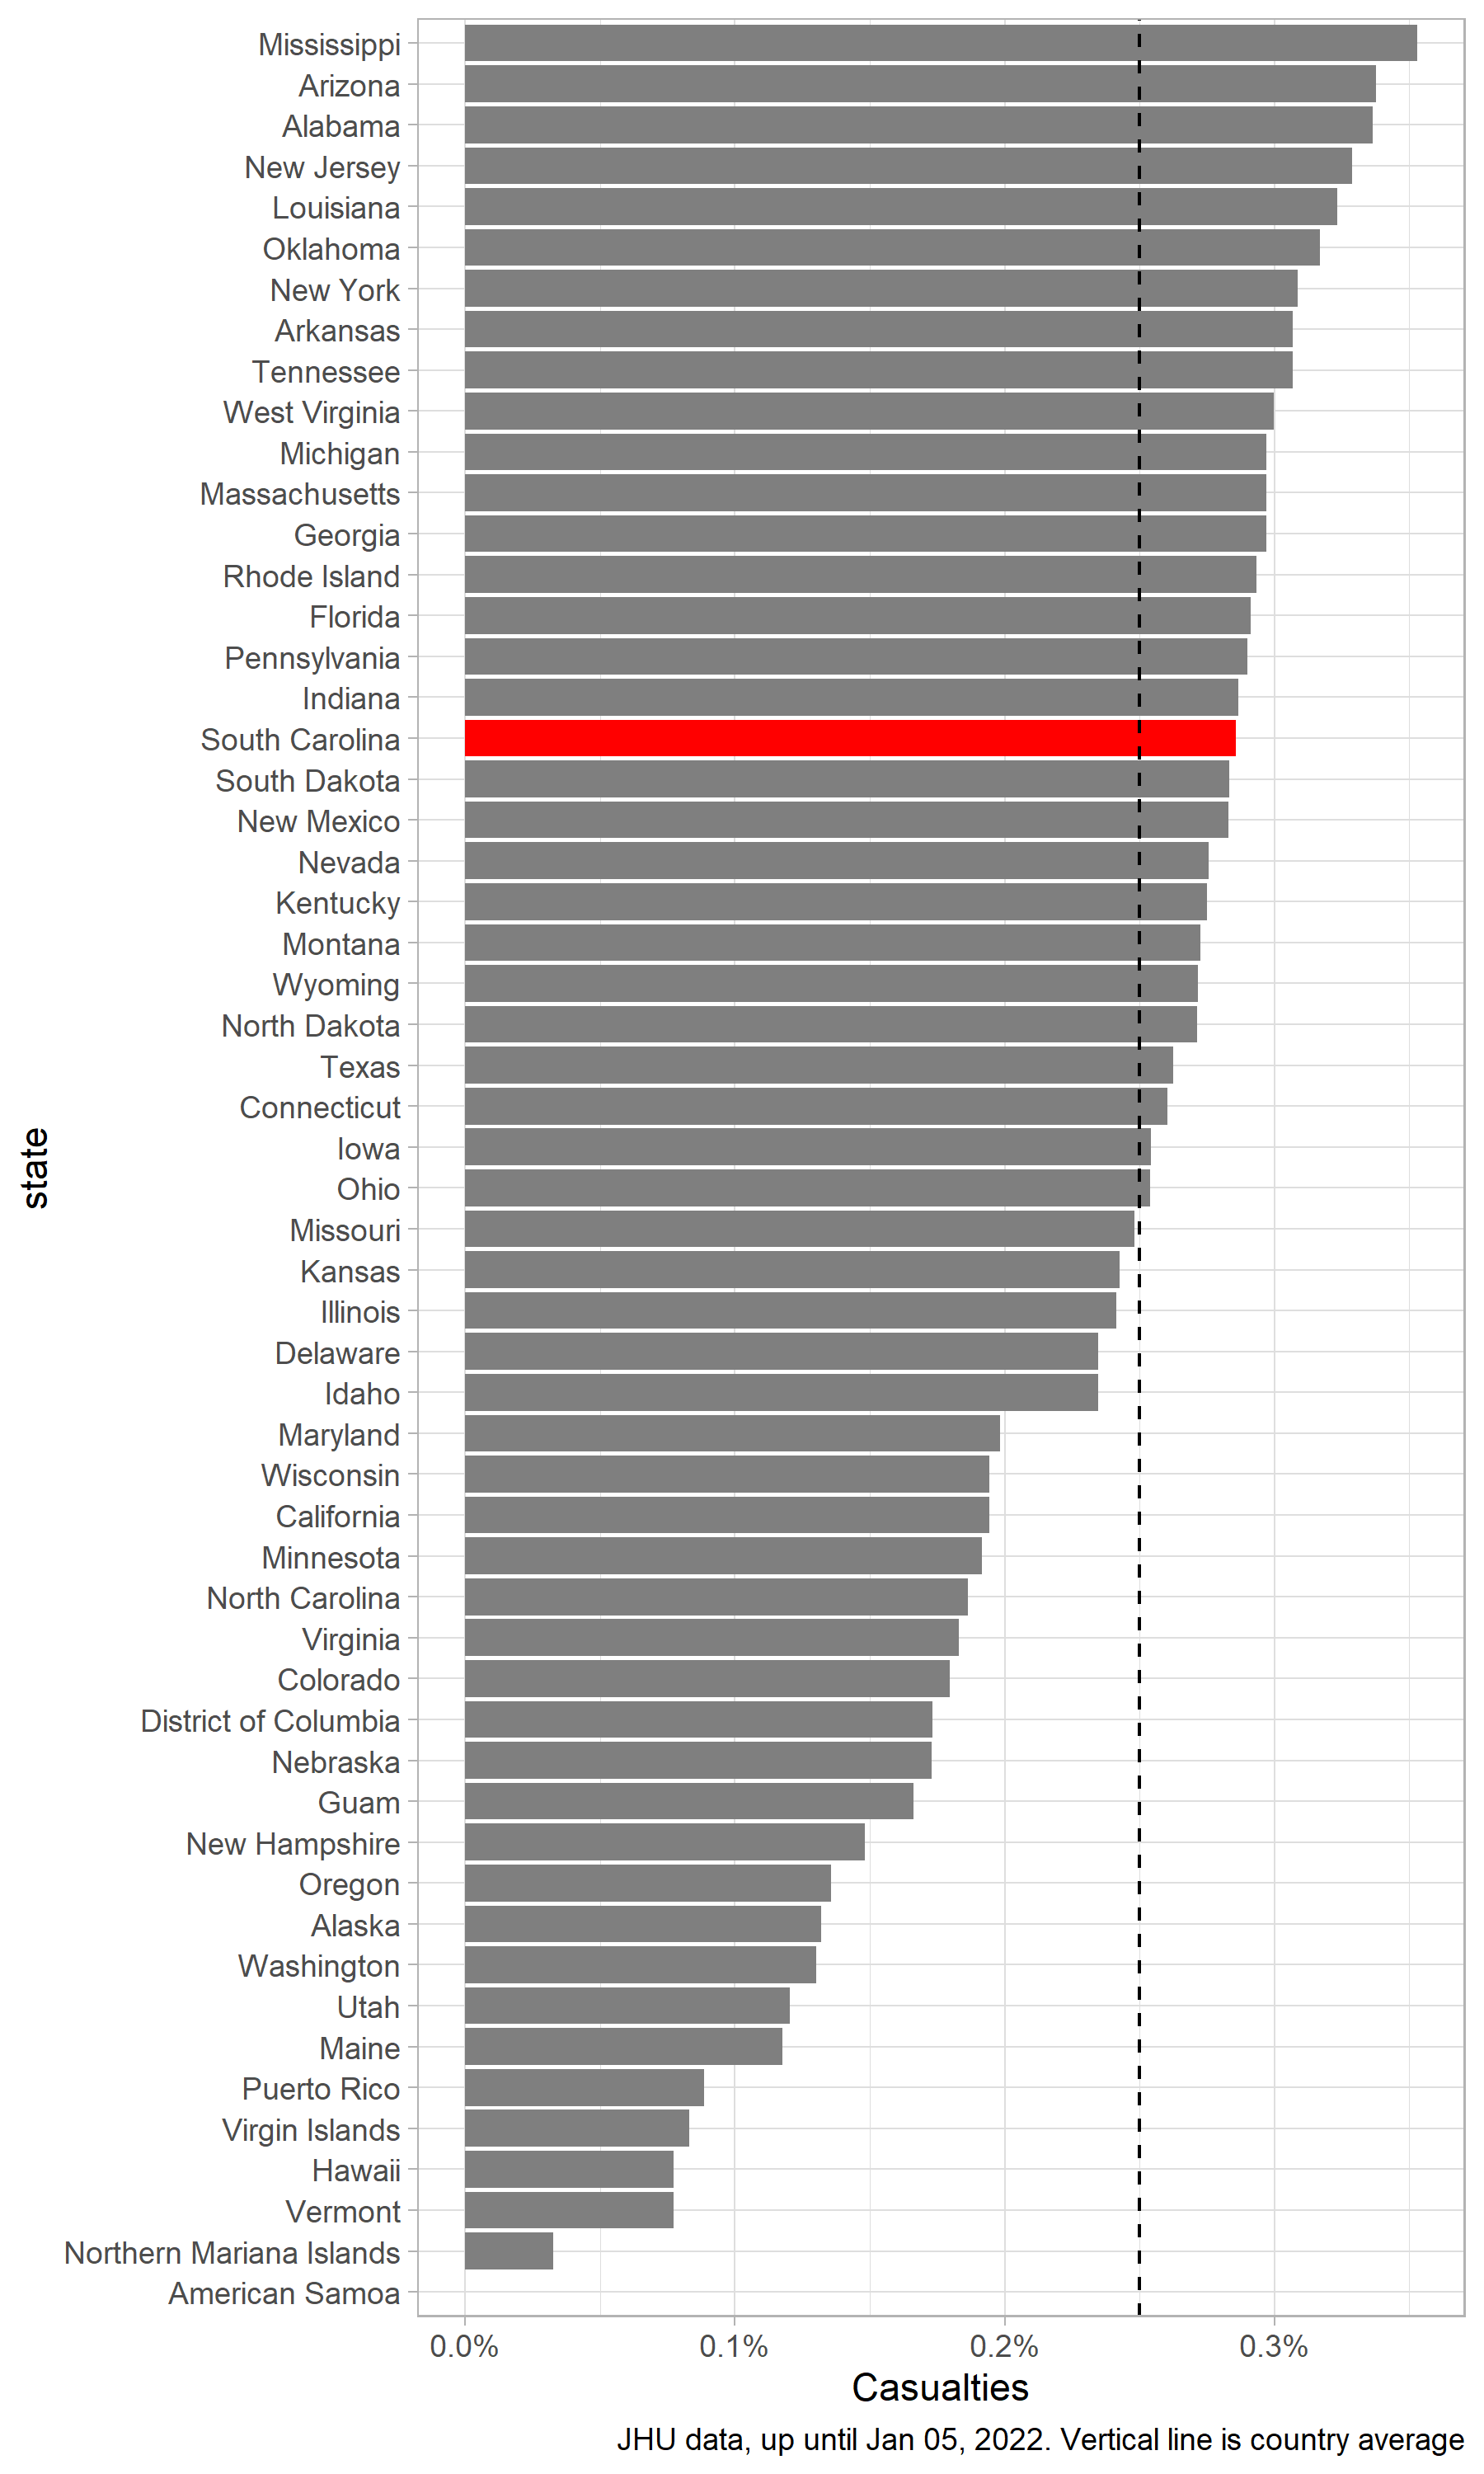 Mississippi
Arizona
Alabama
New Jersey
Louisiana
Oklahoma
New York
Arkansas
Tennessee
West Virginia
Michigan
Massachusetts
Georgia
Rhode Island
Florida
Pennsylvania
Indiana
South Carolina
South Dakota
New Mexico
Nevada
Kentucky
Montana
Wyoming
North Dakota
Texas
Connecticut
Iowa
Ohio
Missouri
Kansas
Illinois
Delaware
Idaho
Maryland
Wisconsin
California
Minnesota
North Carolina
Virginia
Colorado
District of Columbia
Nebraska
Guam
New Hampshire
Oregon
Alaska
Washington
Utah
Maine
Puerto Rico
Virgin Islands
Hawaii
Vermont
Northern Mariana Islands
American Samoa
state
0.0% 0.1% 0.2% 0.3%
Casualties
JHU data, up until Jan 05, 2022. Vertical line is country average